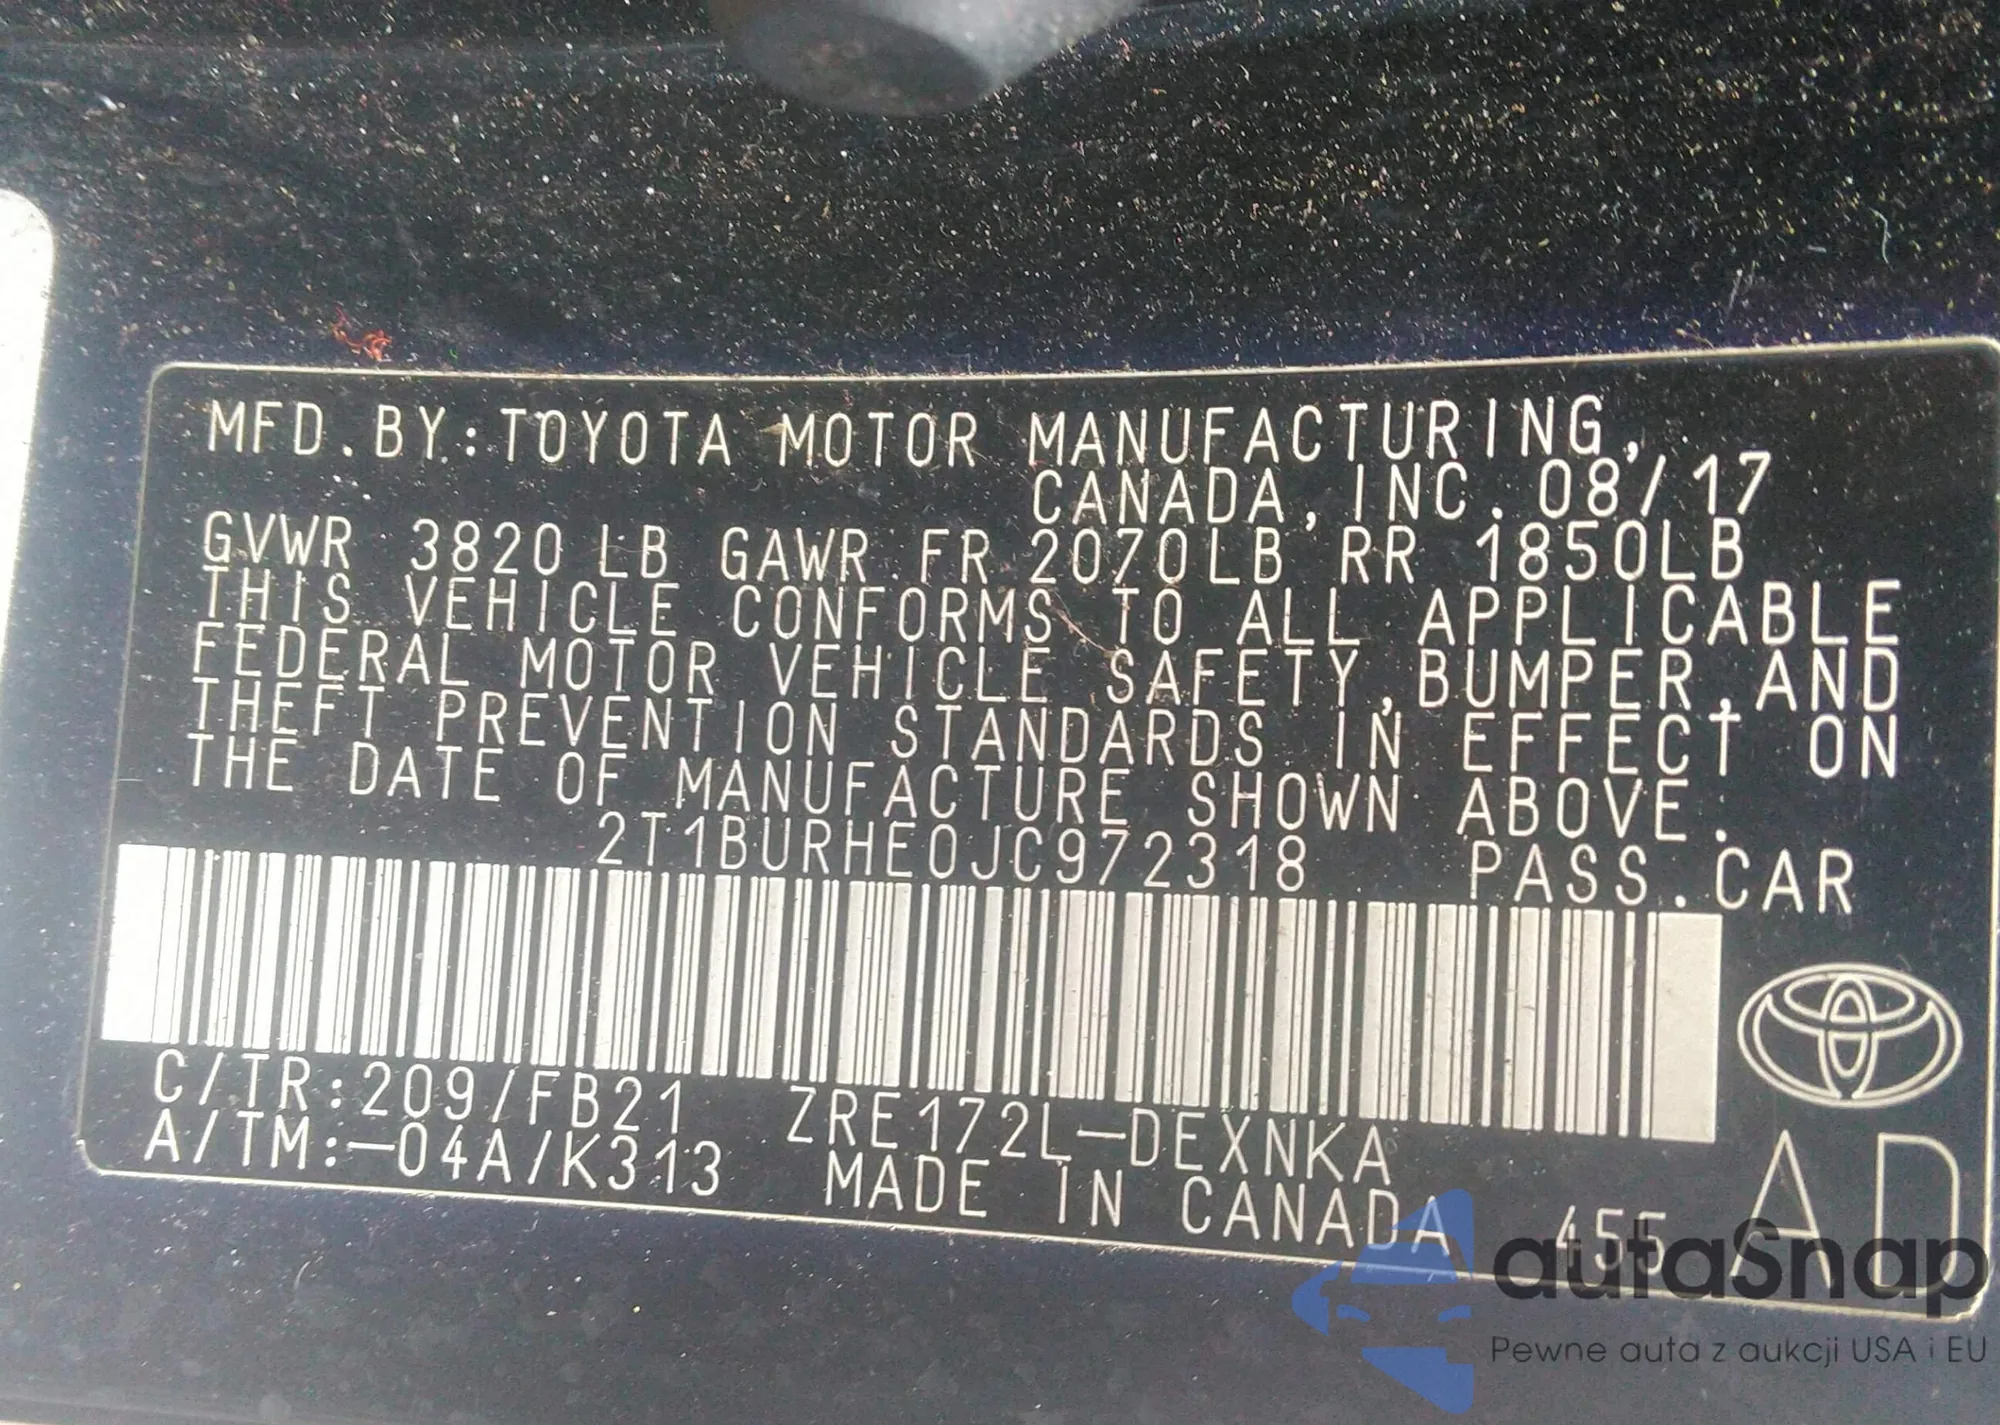 MFD.BY:TOYOTA MOTOR MANUFACTURING,
CANADA,INC. 08/17
GVWR 3820 LB GAWR FR 2070LB RR 1850LB
THIS VEHICLE CONFORMS TO ALL APPLICABLE
FEDERAL MOTOR VEHICLE SAFETY,BUMPER,AND
THEFT PREVENTION STANDARDS IN EFFECT ON
THE DATE OF MANUFACTURE SHOWN ABOVE.
2T1BURHE0JC972318 PASS.CAR
C/TR:209/FB21 ZRE172L-DEXNKA
A/TM:-04A/K313 MADE IN CANADA 455 AD
autaSnap
Pewne auta z aukcji USA i EU